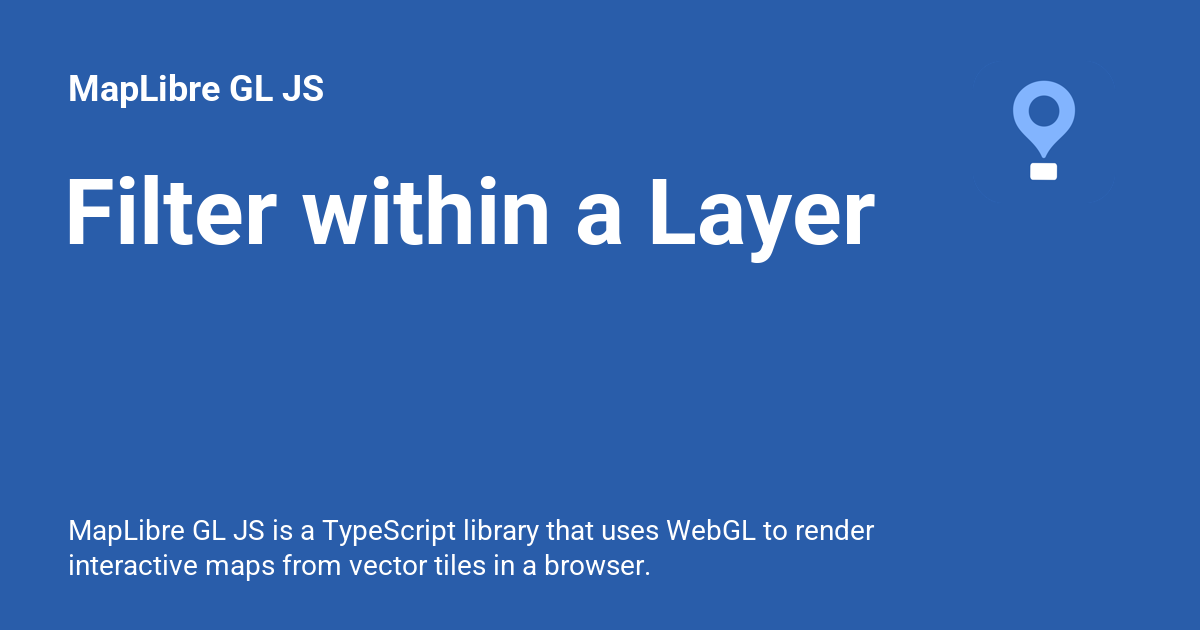 MapLibre GL JS
Filter within a Layer
MapLibre GL JS is a TypeScript library that uses WebGL to render
interactive maps from vector tiles in a browser.